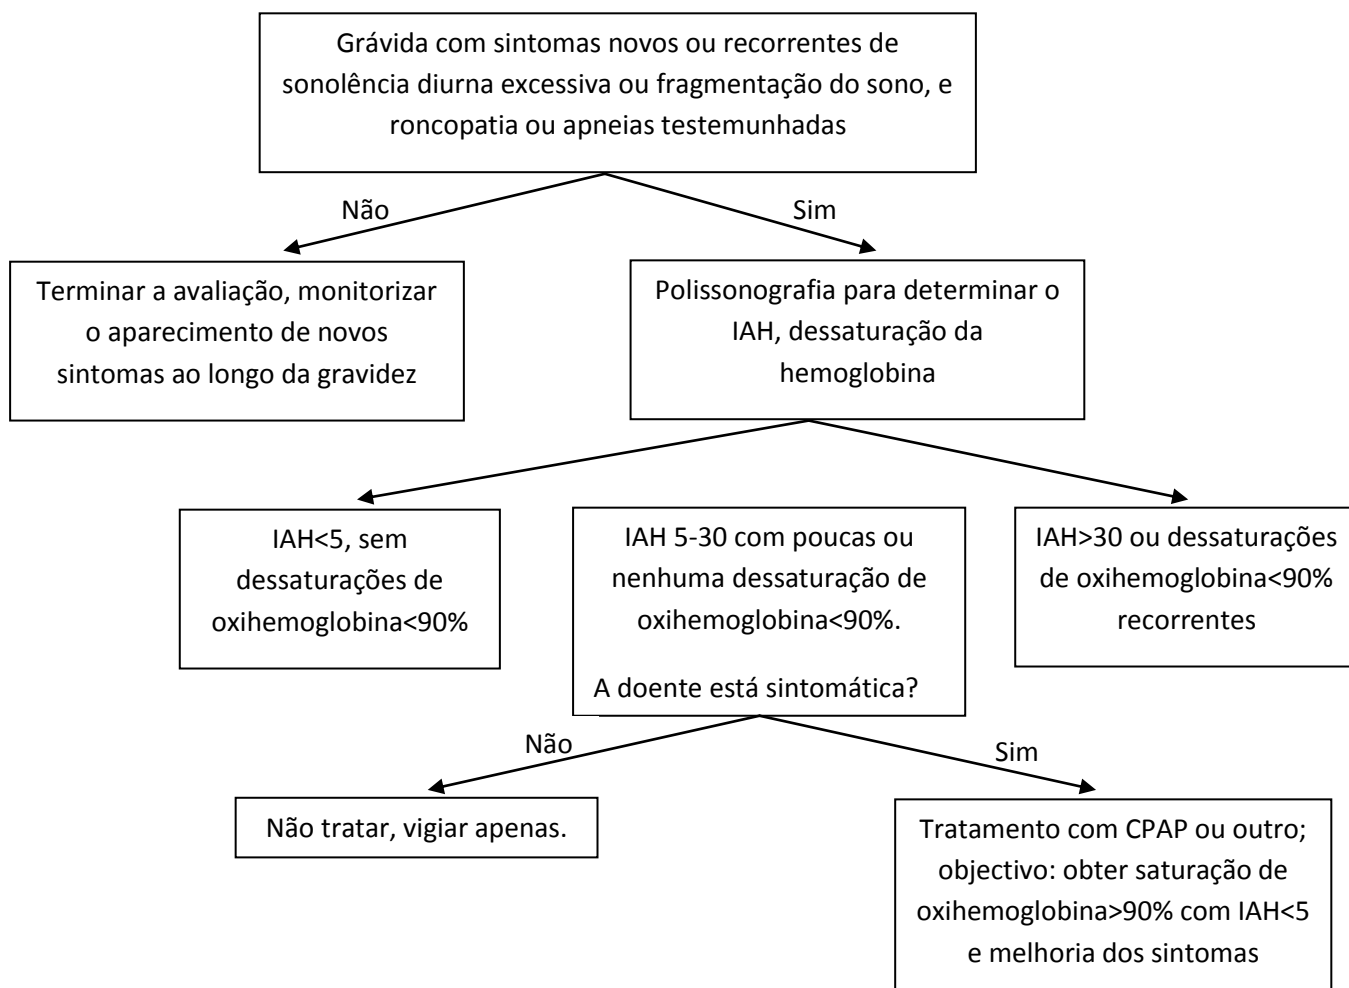 Grávida com sintomas novos ou recorrentes de
sonolência diurna excessiva ou fragmentação do sono, e
roncopatia ou apneias testemunhadas
Não
Sim
Terminar a avaliação, monitorizar
o aparecimento de novos
sintomas ao longo da gravidez
Polissonografia para determinar o
IAH, dessaturação da
hemoglobina
IAH<5, sem
dessaturações de
oxihemoglobina<90%
IAH 5-30 com poucas ou
nenhuma dessaturação de
oxihemoglobina<90%.
A doente está sintomática?
IAH>30 ou dessaturações
de oxihemoglobina<90%
recorrentes
Não
Sim
Não tratar, vigiar apenas.
Tratamento com CPAP ou outro;
objectivo: obter saturação de
oxihemoglobina>90% com IAH<5
e melhoria dos sintomas